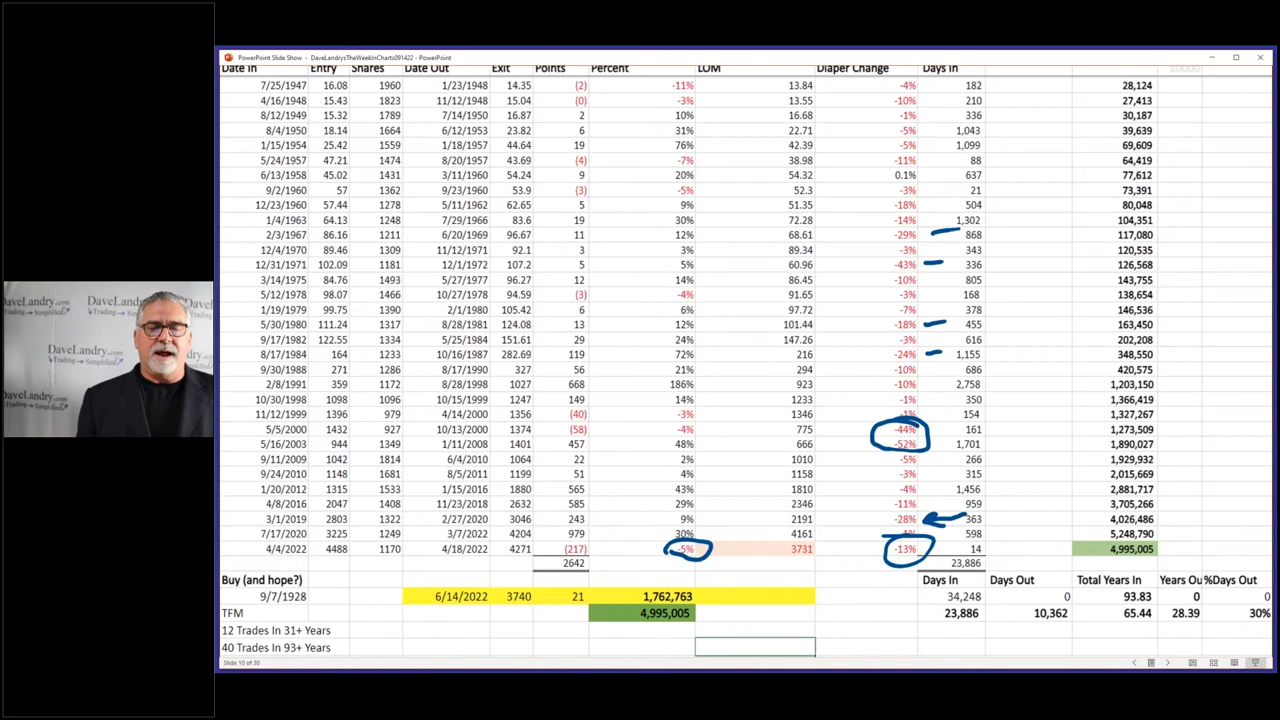 PowerPoint Slide Show - DaveLandrysTheWeekInCharts091422 - PowerPoint
Date In Entry Shares Date Out Exit Points Percent LOM Diaper Change Days In 10000
7/25/1947 16.08 1960 1/23/1948 14.35 (2) -11% 13.84 -4% 182 28,124
4/16/1948 15.43 1823 11/12/1948 15.04 (0) -3% 13.55 -10% 210 27,413
8/12/1949 15.32 1789 7/14/1950 16.87 2 10% 16.68 -1% 336 30,187
8/4/1950 18.14 1664 6/12/1953 23.82 6 31% 22.71 -5% 1,043 39,639
1/15/1954 25.42 1559 1/18/1957 44.64 19 76% 42.39 -5% 1,099 69,609
5/24/1957 47.21 1474 8/20/1957 43.69 (4) -7% 38.98 -11% 88 64,419
6/13/1958 45.02 1431 3/11/1960 54.24 9 20% 54.32 0.1% 637 77,612
9/2/1960 57 1362 9/23/1960 53.9 (3) -5% 52.3 -3% 21 73,391
12/23/1960 57.44 1278 5/11/1962 62.65 5 9% 51.35 -18% 504 80,048
1/4/1963 64.13 1248 7/29/1966 83.6 19 30% 72.28 -14% 1,302 104,351
2/3/1967 86.16 1211 6/20/1969 96.67 11 12% 68.61 -29% 868 117,080
12/4/1970 89.46 1309 11/12/1971 92.1 3 3% 89.34 -3% 343 120,535
12/31/1971 102.09 1181 12/1/1972 107.2 5 5% 60.96 -43% 336 126,568
3/14/1975 84.76 1493 5/27/1977 96.27 12 14% 86.45 -10% 805 143,755
5/12/1978 98.07 1466 10/27/1978 94.59 (3) -4% 91.65 -3% 168 138,654
1/19/1979 99.75 1390 2/1/1980 105.42 6 6% 97.72 -7% 378 146,536
5/30/1980 111.24 1317 8/28/1981 124.08 13 12% 101.44 -18% 455 163,450
9/17/1982 122.55 1334 5/25/1984 151.61 29 24% 147.26 -3% 616 202,208
8/17/1984 164 1233 10/16/1987 282.69 119 72% 216 -24% 1,155 348,550
9/30/1988 271 1286 8/17/1990 327 56 21% 294 -10% 686 420,575
2/8/1991 359 1172 8/28/1998 1027 668 186% 923 -10% 2,758 1,203,150
10/30/1998 1098 1096 10/15/1999 1247 149 14% 1233 -1% 350 1,366,419
11/12/1999 1396 979 4/14/2000 1356 (40) -3% 1346 -1% 154 1,327,267
5/5/2000 1432 927 10/13/2000 1374 (58) -4% 775 -44% 161 1,273,509
5/16/2003 944 1349 1/11/2008 1401 457 48% 666 -52% 1,701 1,890,027
9/11/2009 1042 1814 6/4/2010 1064 22 2% 1010 -5% 266 1,929,932
9/24/2010 1148 1681 8/5/2011 1199 51 4% 1158 -3% 315 2,015,669
1/20/2012 1315 1533 1/15/2016 1880 565 43% 1810 -4% 1,456 2,881,717
4/8/2016 2047 1408 11/23/2018 2632 585 29% 2346 -11% 959 3,705,266
3/1/2019 2803 1322 2/27/2020 3046 243 9% 2191 -28% 363 4,026,486
7/17/2020 3225 1249 3/7/2022 4204 979 30% 4161 598 5,248,790
4/4/2022 4488 1170 4/18/2022 4271 (217) -5% 3731 -13% 14 4,995,005
2642 23,886
Buy (and hope?) Days In Days Out Total Years In Years Ou %Days Out
9/7/1928 6/14/2022 3740 21 1,762,763 34,248 0 93.83 0 0
TFM 4,995,005 23,886 10,362 65.44 28.39 30%
12 Trades In 31+ Years
40 Trades In 93+ Years
Slide 10 of 30
DaveLandry.com
Trading Simplified